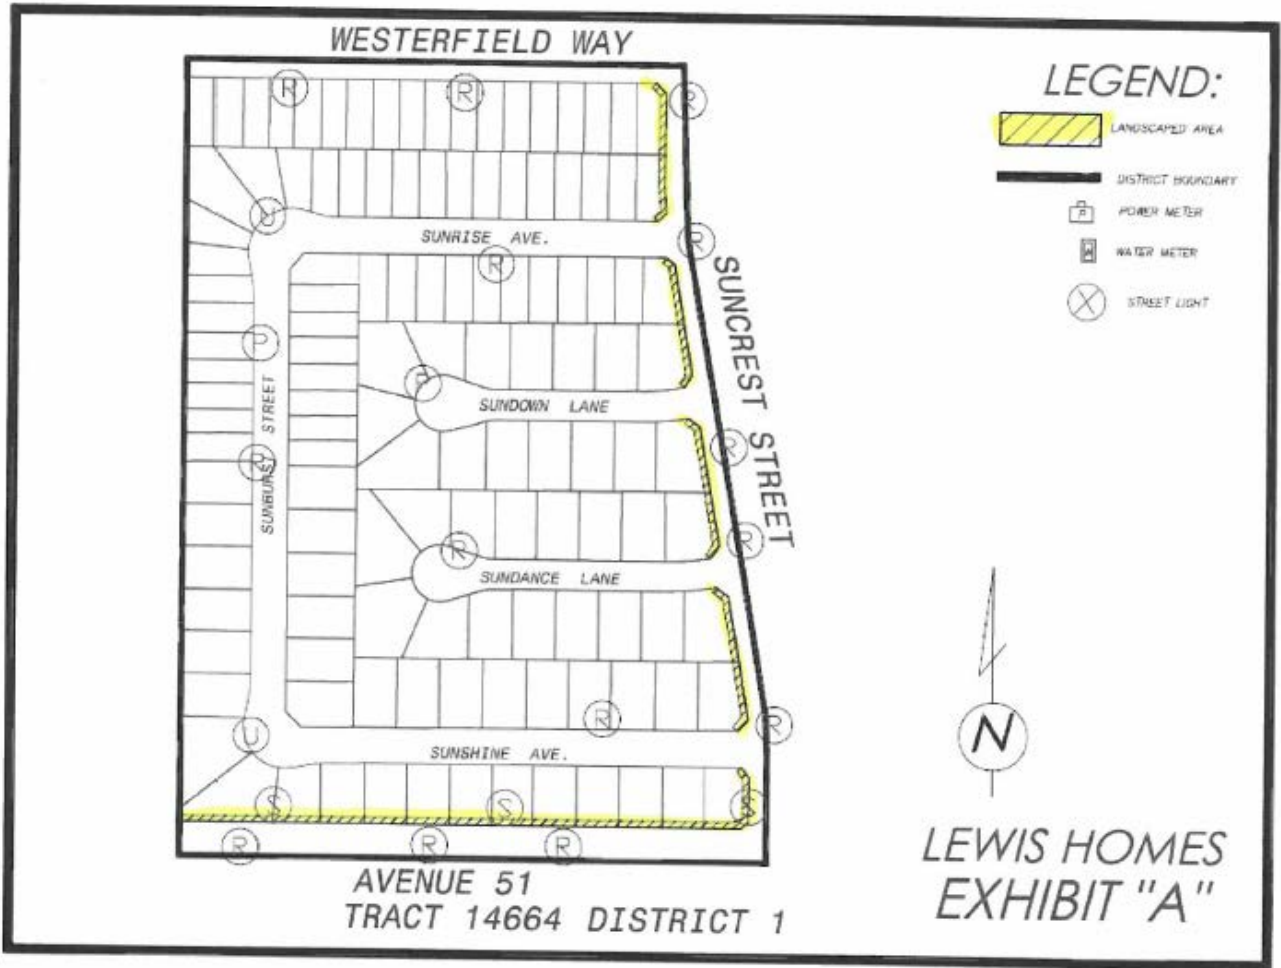 WESTERFIELD WAY
LEGEND:
LANDSCAPED AREA
DISTRICT BOUNDARY
P
POWER METER
W
WATER METER
X
STREET LIGHT
R
R
R
U
SUNRISE AVE.
R
R
SUNCREST STREET
P
P
SUNDOWN LANE
SUNBURST STREET
R
R
R
SUNDANCE LANE
R
R
R
U
SUNSHINE AVE.
S
S
S
R
R
R
N
AVENUE 51
TRACT 14664 DISTRICT 1
LEWIS HOMES
EXHIBIT "A"